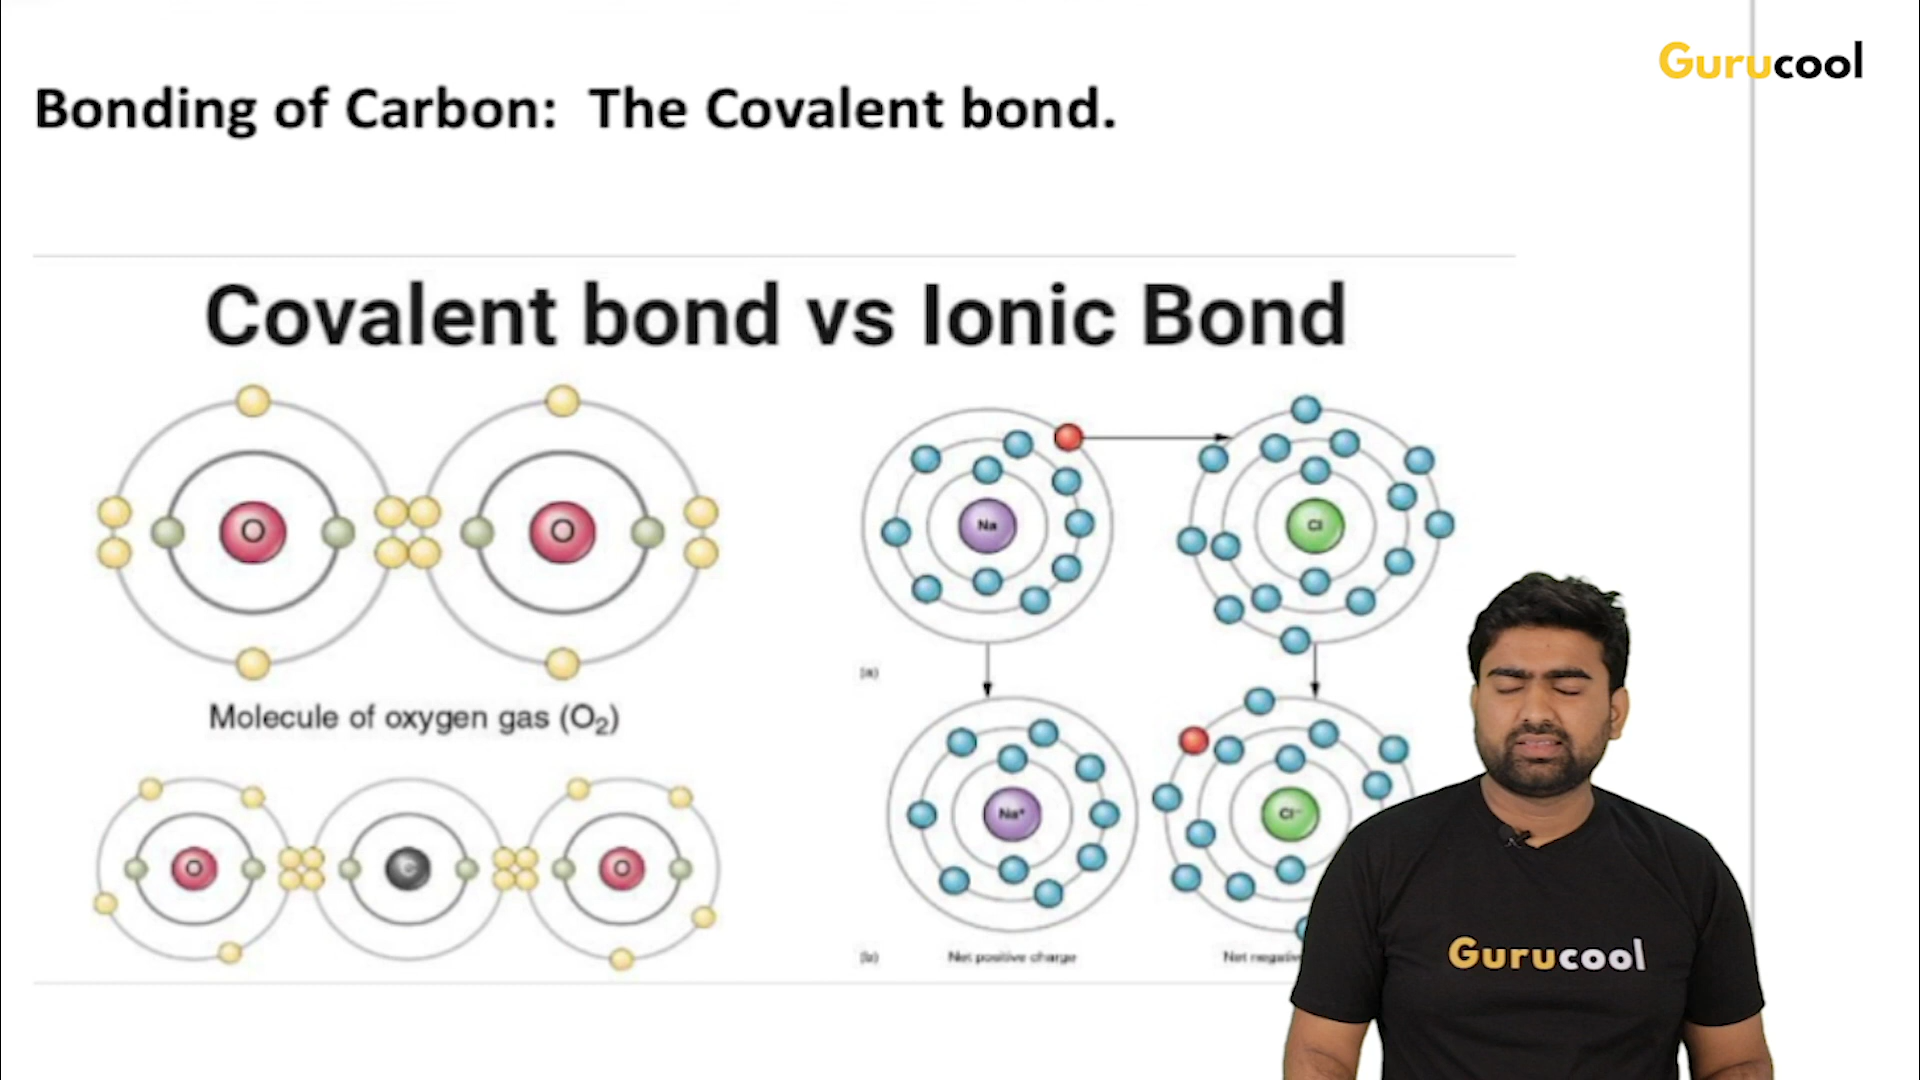 Gurucool
Bonding of Carbon: The Covalent bond.
Covalent bond vs Ionic Bond
O
O
Na
Cl
(a)
Molecule of oxygen gas (O₂)
O
C
O
Na⁺
Cl⁻
(b)
Net positive charge
Net
Gurucool